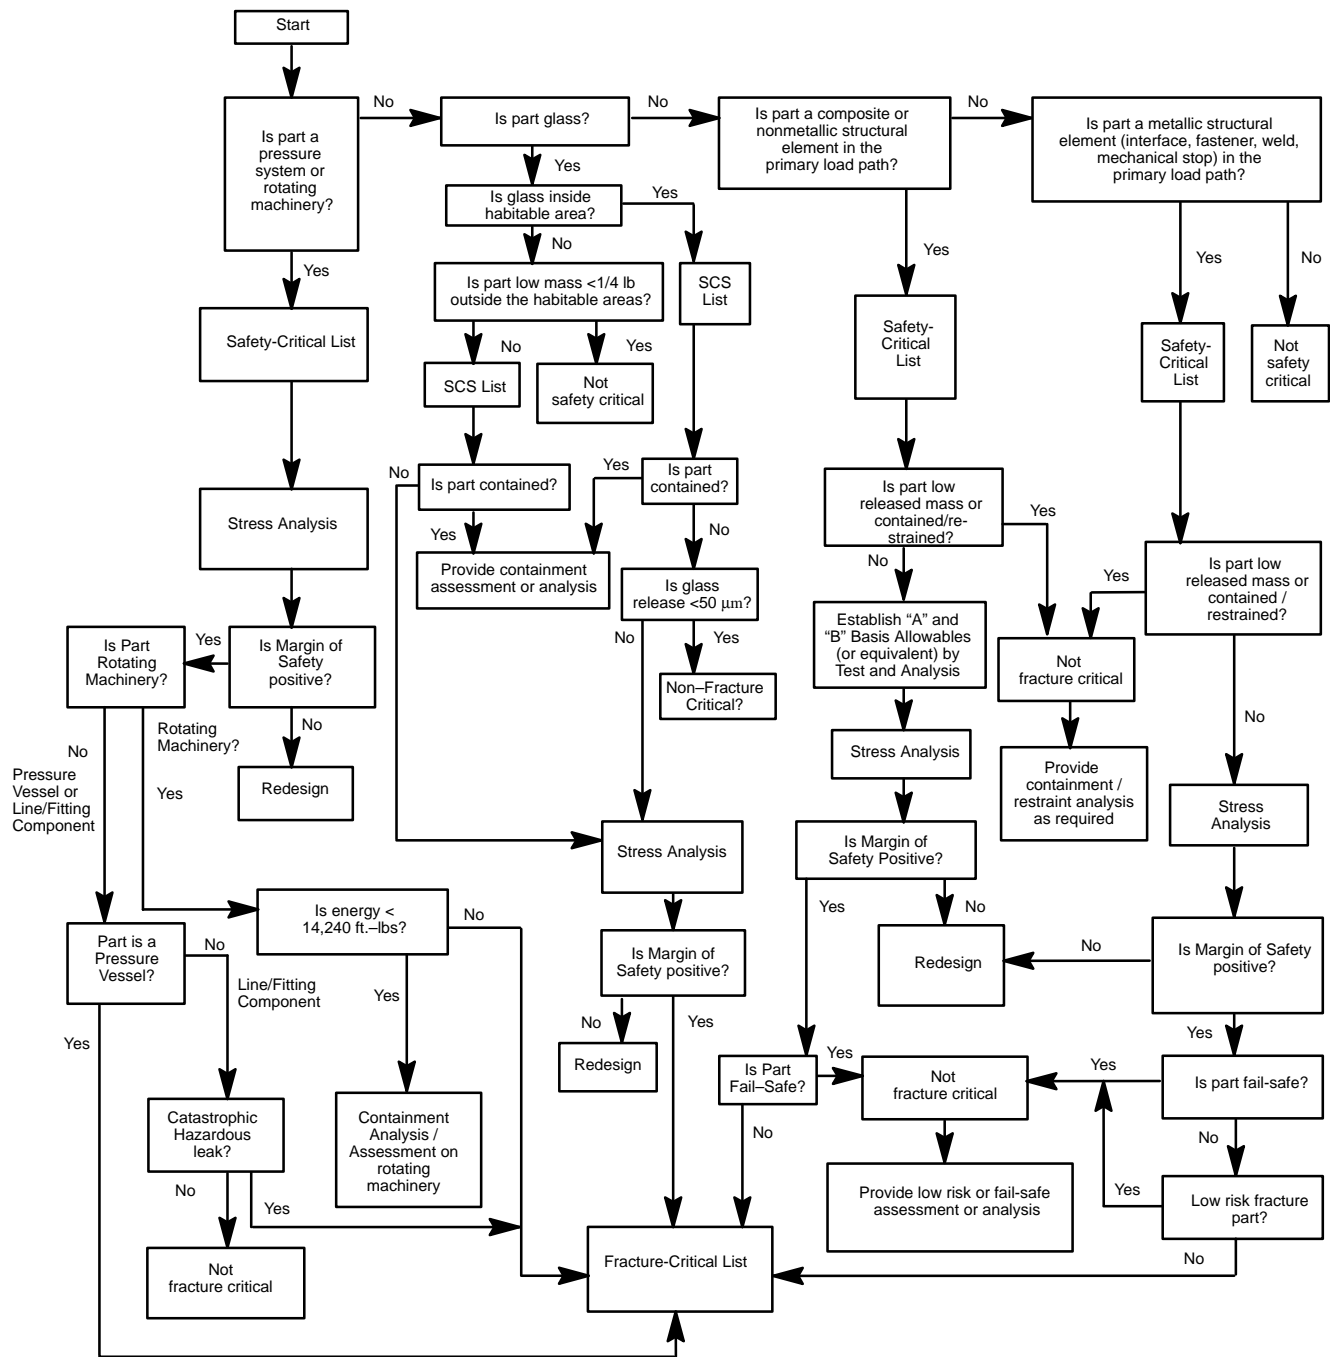 Start
Is part a
pressure
system or
rotating
machinery?
No
Is part glass?
No
Is part a composite or
nonmetallic structural
element in the
primary load path?
No
Is part a metallic structural
element (interface, fastener, weld,
mechanical stop) in the
primary load path?
Yes
Is glass inside
habitable area?
Yes
No
Yes
Yes
Yes
No
Is part low mass <1/4 lb
outside the habitable areas?
SCS
List
Safety-Critical List
Safety-
Critical
List
Safety-
Critical
List
Not
safety
critical
No
Yes
SCS List
Not
safety critical
No
Is part contained?
Yes
Is part
contained?
Is part low
released mass or
contained/re-
strained?
Yes
Stress Analysis
Yes
No
No
Provide containment
assessment or analysis
Is glass
release <50 μm?
Yes
Is part low
released mass or
contained /
restrained?
Is Part
Rotating
Machinery?
Yes
Is Margin of
Safety
positive?
No
Yes
Establish “A” and
“B” Basis Allowables
(or equivalent) by
Test and Analysis
Not
fracture critical
Non–Fracture
Critical?
No
No
Rotating
Machinery?
No
Pressure
Vessel or
Line/Fitting
Component
Yes
Redesign
Stress Analysis
Provide
containment /
restraint analysis
as required
Stress
Analysis
Stress Analysis
Is Margin of
Safety Positive?
Is energy <
14,240 ft.–lbs?
No
Yes
No
Part is a
Pressure
Vessel?
No
Is Margin of
Safety positive?
Redesign
No
Is Margin of Safety
positive?
Line/Fitting
Component
Yes
Yes
No
Yes
Yes
Redesign
Is Part
Fail–Safe?
Yes
Not
fracture critical
Yes
Is part fail-safe?
Catastrophic
Hazardous
leak?
Containment
Analysis /
Assessment on
rotating
machinery
No
No
No
Yes
Provide low risk or fail-safe
assessment or analysis
Yes
Low risk fracture
part?
Not
fracture critical
Fracture-Critical List
No